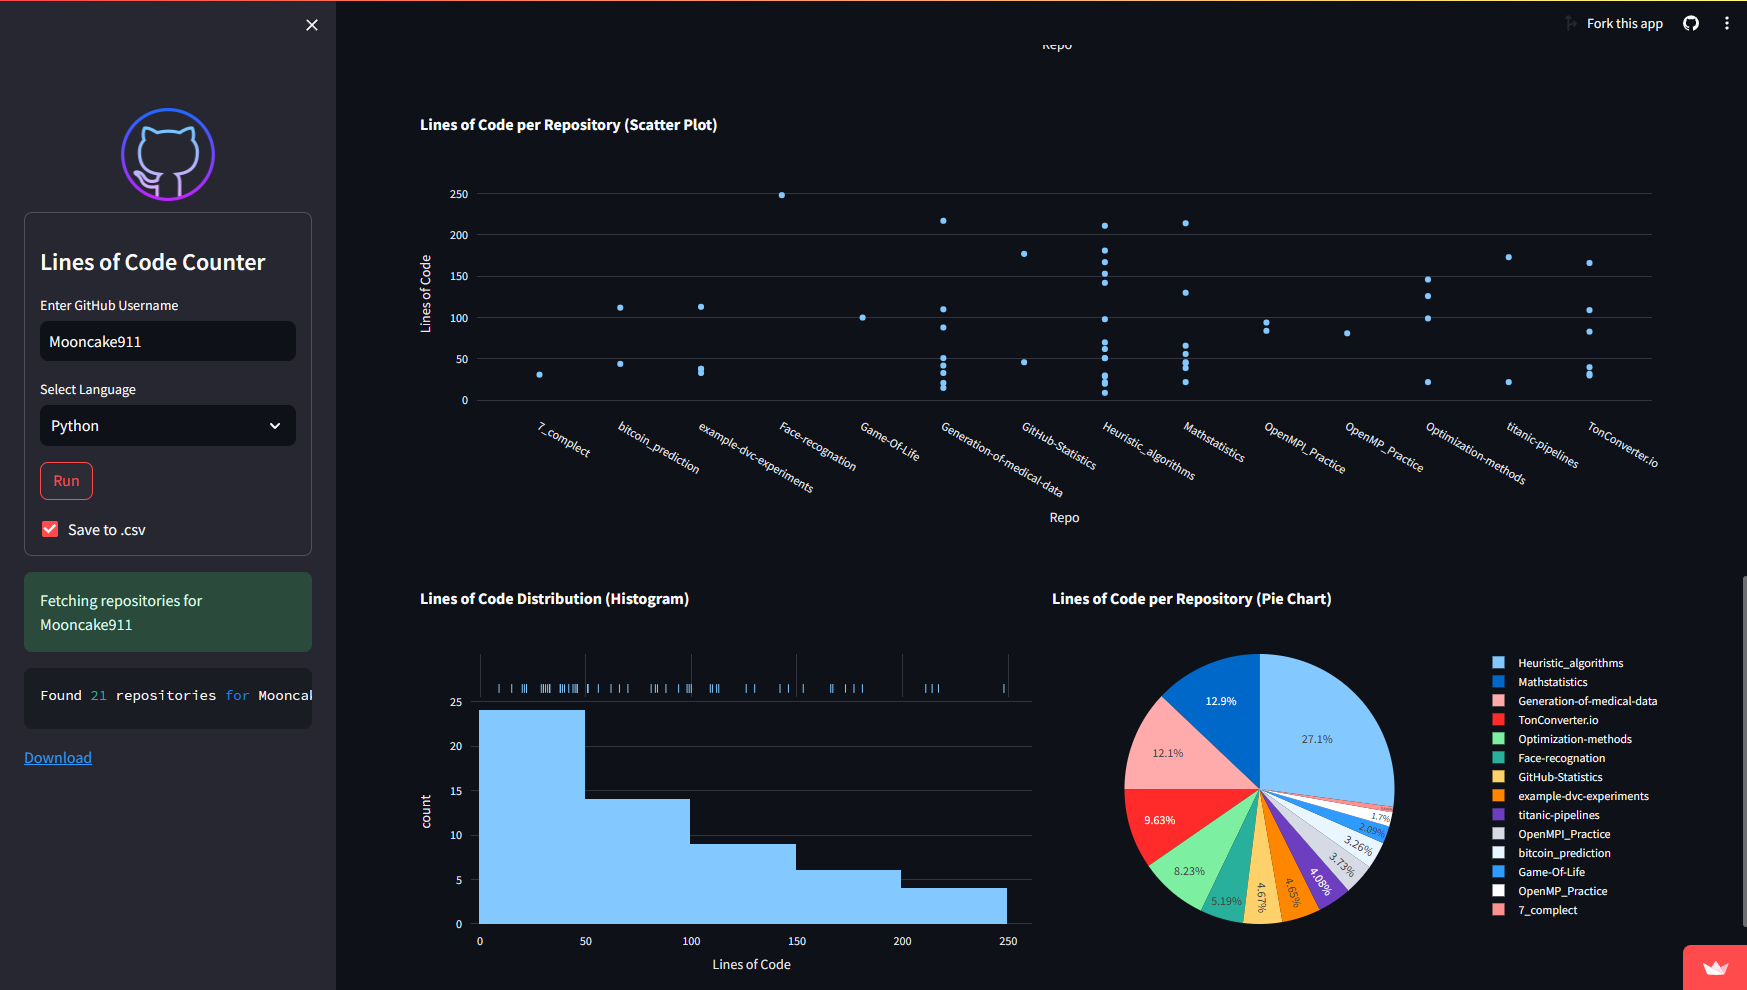 Fork this app
Repo
Lines of Code Counter
Enter GitHub Username
Mooncake911
Select Language
Python
Run
Save to .csv
Fetching repositories for
Mooncake911
Found 21 repositories for Mooncak
Download
Lines of Code per Repository (Scatter Plot)
250
200
150
100
50
0
Lines of Code
7_complect
bitcoin_prediction
example-dvc-experiments
Face-recognation
Game-Of-Life
Generation-of-medical-data
GitHub-Statistics
Heuristic_algorithms
Mathstatistics
OpenMPI_Practice
OpenMP_Practice
Optimization-methods
titanic-pipelines
TonConverter.io
Repo
Lines of Code Distribution (Histogram)
25
20
15
10
5
0
count
0 50 100 150 200 250
Lines of Code
Lines of Code per Repository (Pie Chart)
27.1%
12.9%
12.1%
9.63%
8.23%
5.19%
4.67%
4.65%
4.08%
3.73%
3.26%
2.09%
1.7%
Heuristic_algorithms
Mathstatistics
Generation-of-medical-data
TonConverter.io
Optimization-methods
Face-recognation
GitHub-Statistics
example-dvc-experiments
titanic-pipelines
OpenMPI_Practice
bitcoin_prediction
Game-Of-Life
OpenMP_Practice
7_complect